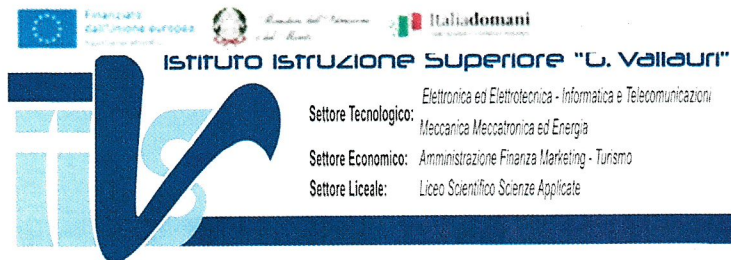 Finanziato
dall'Unione europea
Italiadomani
Istituto Istruzione Superiore "G. Vallauri"
Settore Tecnologico: Elettronica ed Elettrotecnica - Informatica e Telecomunicazioni
Meccanica Meccatronica ed Energia
Settore Economico: Amministrazione Finanza Marketing - Turismo
Settore Liceale: Liceo Scientifico Scienze Applicate